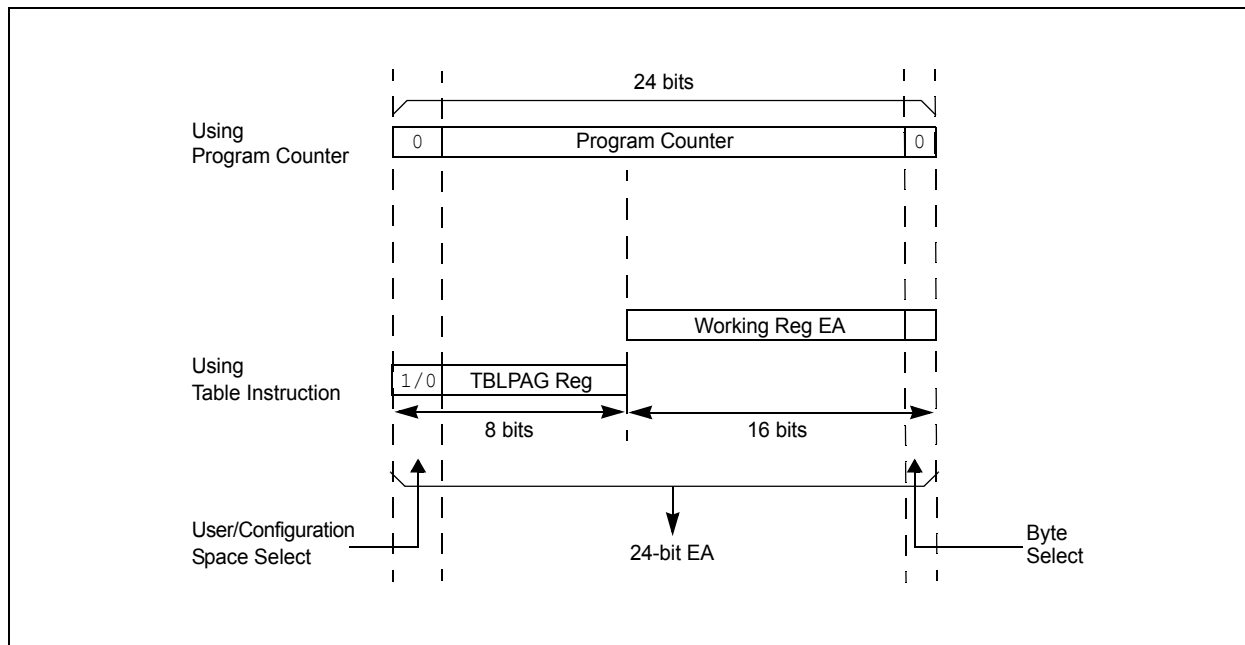 24 bits
Using
Program Counter
0
Program Counter
0
Working Reg EA
Using
Table Instruction
1/0
TBLPAG Reg
8 bits
16 bits
User/Configuration
Space Select
24-bit EA
Byte
Select